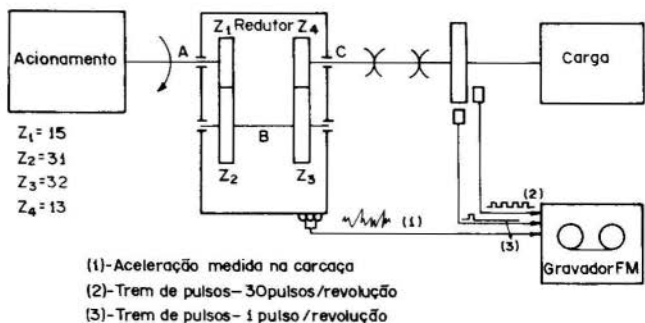 Acionamento
A
Z₁ Redutor Z₄
C
Carga
B
Z₂
Z₃
Z₁=15
Z₂=31
Z₃=32
Z₄=13
(1)
(2)
(3)
Gravador FM
(1)-Aceleração medida na carcaça
(2)-Trem de pulsos-30pulsos/revolução
(3)-Trem de pulsos-1 pulso/revolução